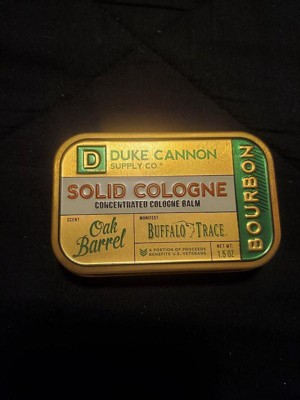 D
DUKE CANNON
SUPPLY CO.®
SOLID COLOGNE
CONCENTRATED COLOGNE BALM
SCENT
Oak
Barrel
MANIFEST
BUFFALO TRACE
A PORTION OF PROCEEDS
BENEFITS U.S. VETERANS
NET WT.
1.5 OZ
BOURBON